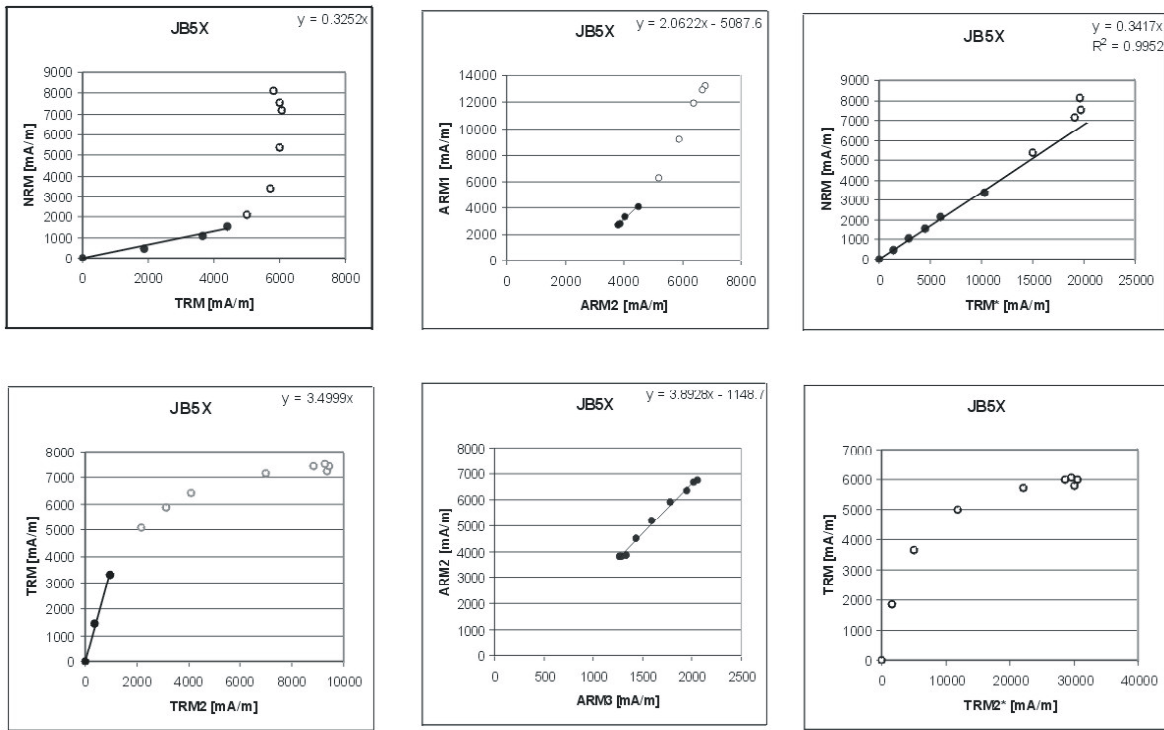 JB5X
y = 0.3252x
NRM [mA/m]
9000
8000
7000
6000
5000
4000
3000
2000
1000
0
0 2000 4000 6000 8000
TRM [mA/m]
JB5X
y = 2.0622x - 5087.6
ARM1 [mA/m]
14000
12000
10000
8000
6000
4000
2000
0
0 2000 4000 6000 8000
ARM2 [mA/m]
JB5X
y = 0.3417x
R² = 0.9952
NRM [mA/m]
9000
8000
7000
6000
5000
4000
3000
2000
1000
0
0 5000 10000 15000 20000 25000
TRM* [mA/m]
JB5X
y = 3.4999x
TRM [mA/m]
8000
7000
6000
5000
4000
3000
2000
1000
0
0 2000 4000 6000 8000 10000
TRM2 [mA/m]
JB5X
y = 3.8928x - 1148.7
ARM2 [mA/m]
8000
7000
6000
5000
4000
3000
2000
1000
0
0 500 1000 1500 2000 2500
ARM3 [mA/m]
JB5X
TRM [mA/m]
7000
6000
5000
4000
3000
2000
1000
0
0 10000 20000 30000 40000
TRM2* [mA/m]